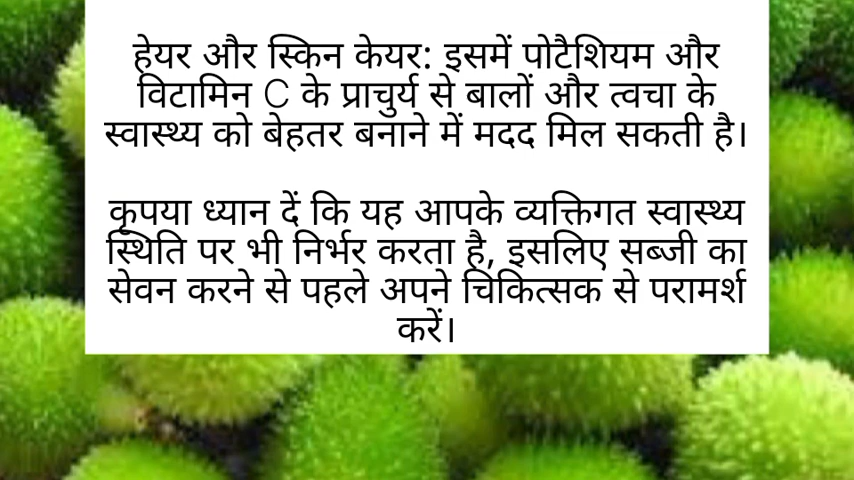 हेयर और स्किन केयर: इसमें पोटैशियम और
विटामिन C के प्राचुर्य से बालों और त्वचा के
स्वास्थ्य को बेहतर बनाने में मदद मिल सकती है।
कृपया ध्यान दें कि यह आपके व्यक्तिगत स्वास्थ्य
स्थिति पर भी निर्भर करता है, इसलिए सब्जी का
सेवन करने से पहले अपने चिकित्सक से परामर्श
करें।